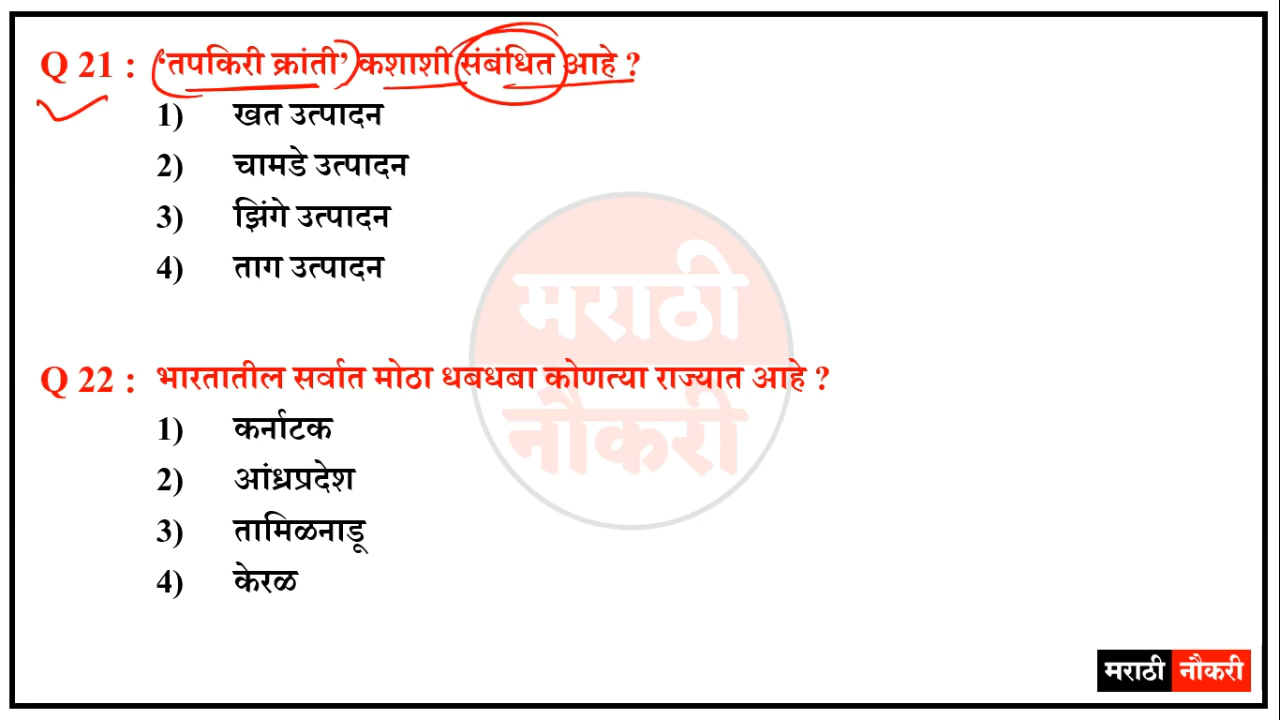 Q 21 : ‘तपकिरी क्रांती’ कशाशी संबंधित आहे ?
1) खत उत्पादन
2) चामडे उत्पादन
3) झिंगे उत्पादन
4) ताग उत्पादन
Q 22 : भारतातील सर्वात मोठा धबधबा कोणत्या राज्यात आहे ?
1) कर्नाटक
2) आंध्रप्रदेश
3) तामिळनाडू
4) केरळ
मराठी
नौकरी
मराठी नौकरी